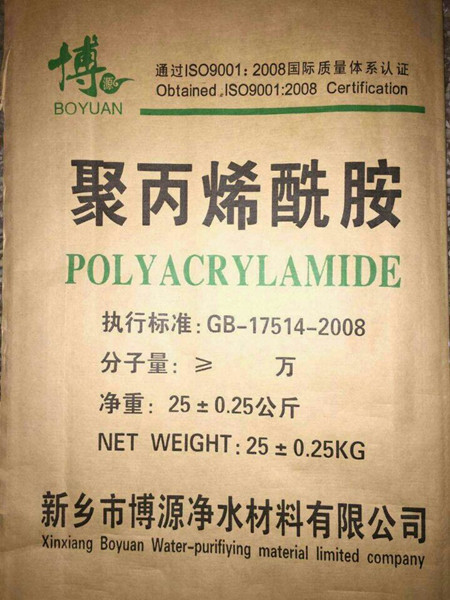 博源
BOYUAN
通过ISO9001:2008国际质量体系认证
Obtained ISO9001:2008 Certification
聚丙烯酰胺
POLYACRYLAMIDE
执行标准:GB-17514-2008
分子量: ≥ 万
净重: 25±0.25公斤
NET WEIGHT:25±0.25KG
新乡市博源净水材料有限公司
Xinxiang Boyuan Water-purifiying material limited company